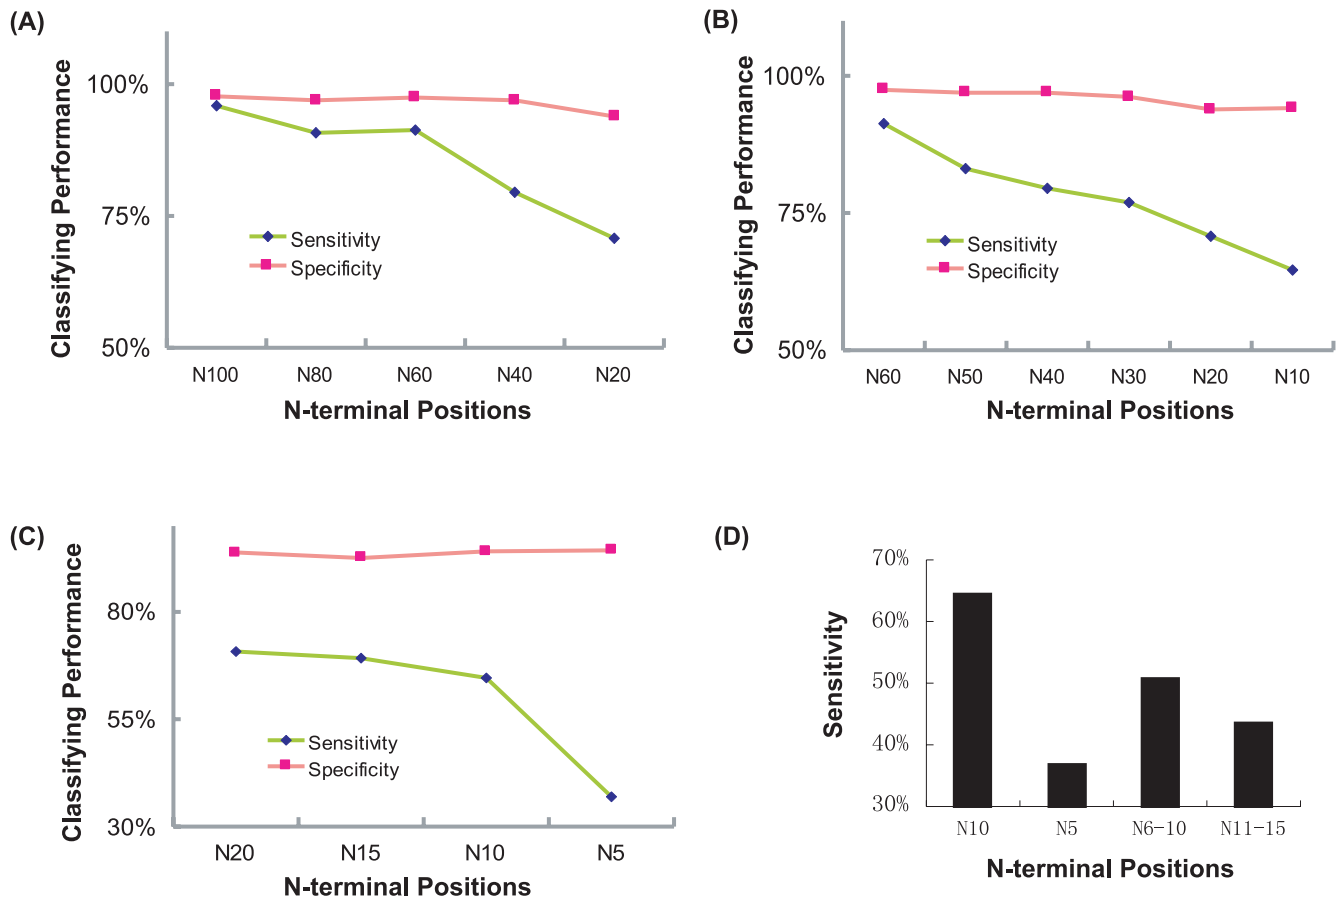 (A)
Classifying Performance
100%
75%
50%
Sensitivity
Specificity
N100 N80 N60 N40 N20
N-terminal Positions
(B)
Classifying Performance
100%
75%
50%
Sensitivity
Specificity
N60 N50 N40 N30 N20 N10
N-terminal Positions
(C)
Classifying Performance
80%
55%
30%
Sensitivity
Specificity
N20 N15 N10 N5
N-terminal Positions
(D)
Sensitivity
70%
60%
50%
40%
30%
N10 N5 N6-10 N11-15
N-terminal Positions